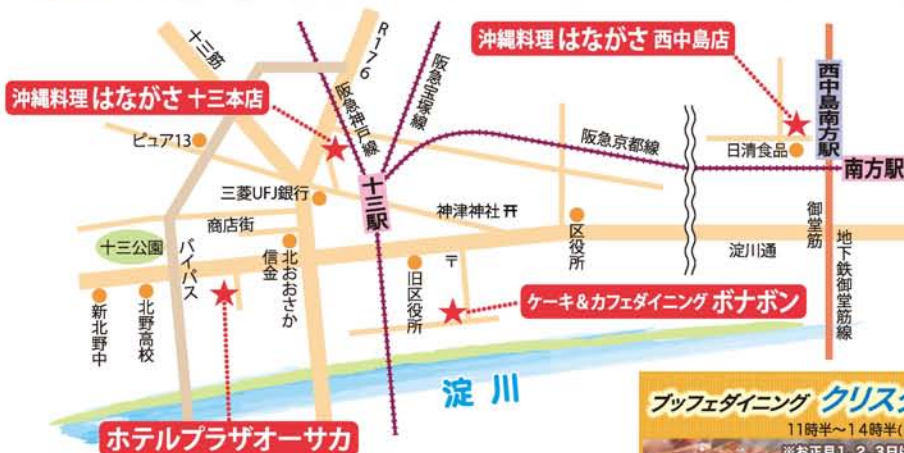 沖縄料理 はながさ 西中島店
沖縄料理 はながさ 十三本店
十三筋
R176
阪急神戸線
阪急宝塚線
阪急京都線
西中島南方駅
日清食品
南方駅
ピュア13
三菱UFJ銀行
十三駅
神津神社
商店街
十三公園
バイパス
北おおさか
信金
旧区役所
〒
区役所
淀川通
御堂筋
地下鉄御堂筋線
新北野中
北野高校
ケーキ&カフェダイニング ボナボン
淀川
ホテルプラザオーサカ
ブッフェダイニング クリス
11時半〜14時半(
※お正月1、2、3日は